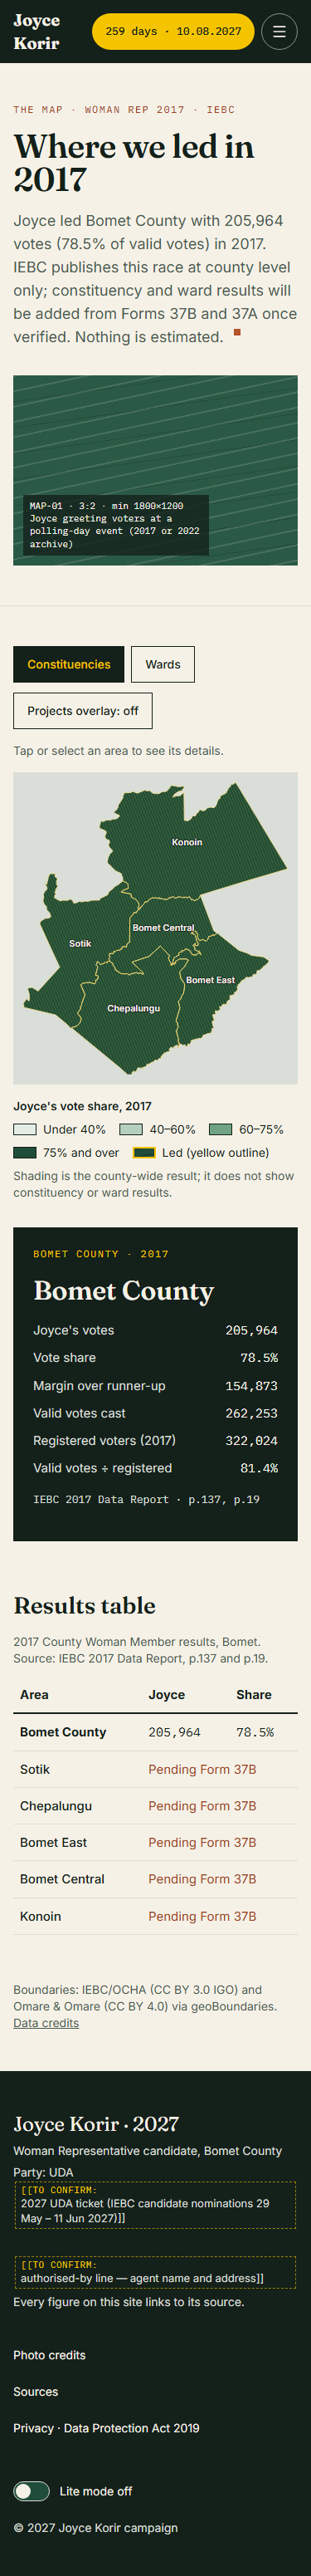 Joyce
Korir
259 days · 10.08.2027
THE MAP · WOMAN REP 2017 · IEBC
Where we led in
2017
Joyce led Bomet County with 205,964
votes (78.5% of valid votes) in 2017.
IEBC publishes this race at county level
only; constituency and ward results will
be added from Forms 37B and 37A once
verified. Nothing is estimated.
MAP-01 · 3:2 · min 1800×1200
Joyce greeting voters at a
polling-day event (2017 or 2022
archive)
Constituencies
Wards
Projects overlay: off
Tap or select an area to see its details.
Konoin
Bomet Central
Sotik
Bomet East
Chepalungu
Joyce's vote share, 2017
Under 40%
40–60%
60–75%
75% and over
Led (yellow outline)
Shading is the county-wide result; it does not show
constituency or ward results.
BOMET COUNTY · 2017
Bomet County
Joyce's votes 205,964
Vote share 78.5%
Margin over runner-up 154,873
Valid votes cast 262,253
Registered voters (2017) 322,024
Valid votes ÷ registered 81.4%
IEBC 2017 Data Report · p.137, p.19
Results table
2017 County Woman Member results, Bomet.
Source: IEBC 2017 Data Report, p.137 and p.19.
Area Joyce Share
Bomet County 205,964 78.5%
Sotik Pending Form 37B
Chepalungu Pending Form 37B
Bomet East Pending Form 37B
Bomet Central Pending Form 37B
Konoin Pending Form 37B
Boundaries: IEBC/OCHA (CC BY 3.0 IGO) and
Omare & Omare (CC BY 4.0) via geoBoundaries.
Data credits
Joyce Korir · 2027
Woman Representative candidate, Bomet County
Party: UDA
[[TO CONFIRM:
2027 UDA ticket (IEBC candidate nominations 29
May – 11 Jun 2027)]]
[[TO CONFIRM:
authorised-by line — agent name and address]]
Every figure on this site links to its source.
Photo credits
Sources
Privacy · Data Protection Act 2019
Lite mode off
© 2027 Joyce Korir campaign